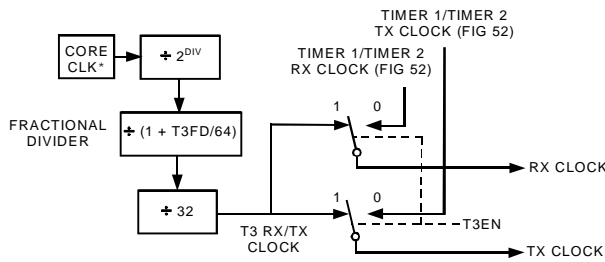 CORE
CLK*
÷ 2^DIV
TIMER 1/TIMER 2
TX CLOCK (FIG 52)
TIMER 1/TIMER 2
RX CLOCK (FIG 52)
FRACTIONAL
DIVIDER
÷ (1 + T3FD/64)
1 0
RX CLOCK
÷ 32
T3 RX/TX
CLOCK
1 0
T3EN
TX CLOCK